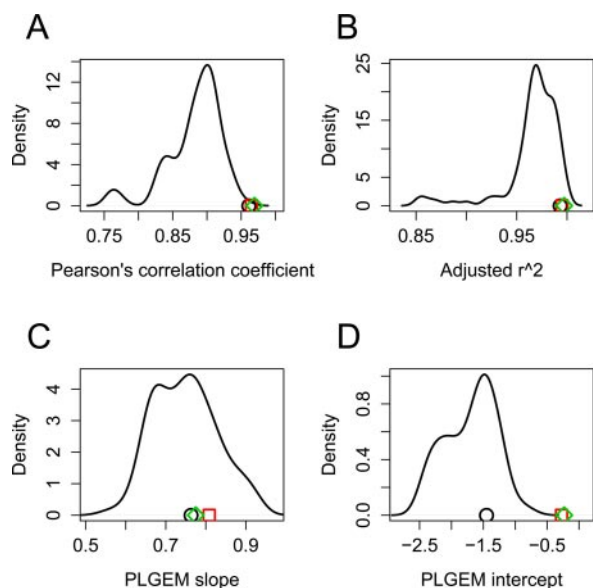 A
Density
0 4 8 12
0.75 0.85 0.95
Pearson's correlation coefficient
B
Density
0 5 15 25
0.85 0.95
Adjusted r^2
C
Density
0 1 2 3 4
0.5 0.7 0.9
PLGEM slope
D
Density
0.0 0.4 0.8
−2.5 −1.5 −0.5
PLGEM intercept